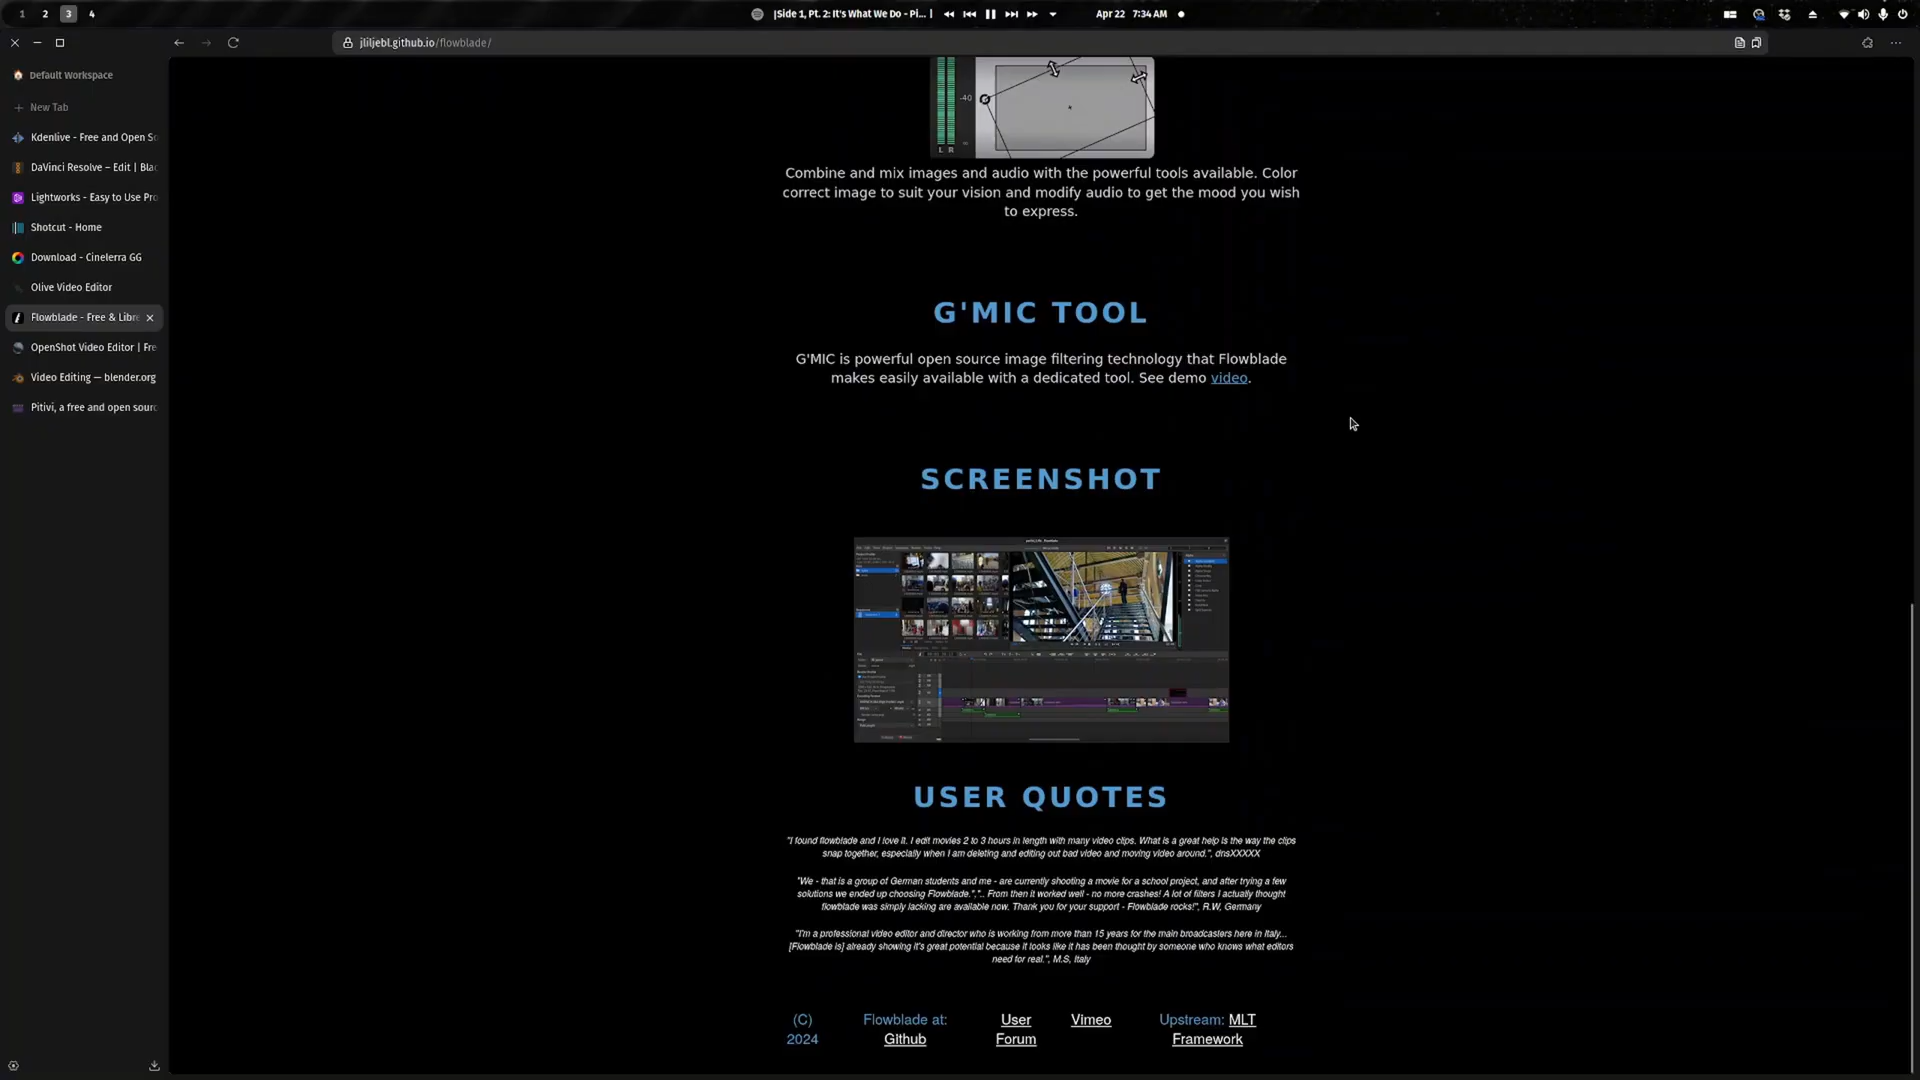 1 2 3 4
|Side 1, Pt. 2: It's What We Do - Pi... |
Apr 22 7:34 AM
jliljebl.github.io/flowblade/
Default Workspace
New Tab
Kdenlive - Free and Open So
DaVinci Resolve – Edit | Blac
Lightworks - Easy to Use Pro
Shotcut - Home
Download - Cinelerra GG
Olive Video Editor
Flowblade - Free & Libre
OpenShot Video Editor | Fre
Video Editing — blender.org
Pitivi, a free and open sourc
-40
L R
Combine and mix images and audio with the powerful tools available. Color
correct image to suit your vision and modify audio to get the mood you wish
to express.
G'MIC TOOL
G'MIC is powerful open source image filtering technology that Flowblade
makes easily available with a dedicated tool. See demo video.
SCREENSHOT
USER QUOTES
"I found flowblade and I love it. I edit movies 2 to 3 hours in length with many video clips. What is a great help is the way the clips
snap together, especially when I am deleting and editing out bad video and moving video around.", dnsXXXXX
"We - that is a group of German students and me - are currently shooting a movie for a school project, and after trying a few
solutions we ended up choosing Flowblade.",".. From then it worked well - no more crashes! A lot of filters I actually thought
flowblade was simply lacking are available now. Thank you for your support - Flowblade rocks!", R.W, Germany
"I'm a professional video editor and director who is working from more than 15 years for the main broadcasters here in Italy...
[Flowblade is] already showing it's great potential because it looks like it has been thought by someone who knows what editors
need for real.", M.S, Italy
(C) 2024
Flowblade at: Github
User Forum
Vimeo
Upstream: MLT Framework